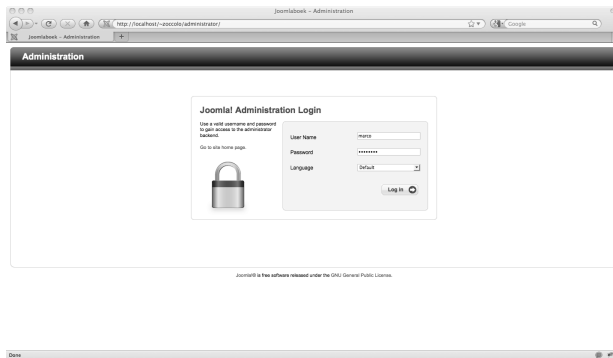 Joomlaboek - Administration
http://localhost/~zoccolo/administrator/
Google
Joomlaboek - Administration
Administration
Joomla! Administration Login
Use a valid username and password
to gain access to the administrator
backend.
Go to site home page.
User Name
marco
Password
Language
Default
Log in
Joomla!® is free software released under the GNU General Public License.
Done